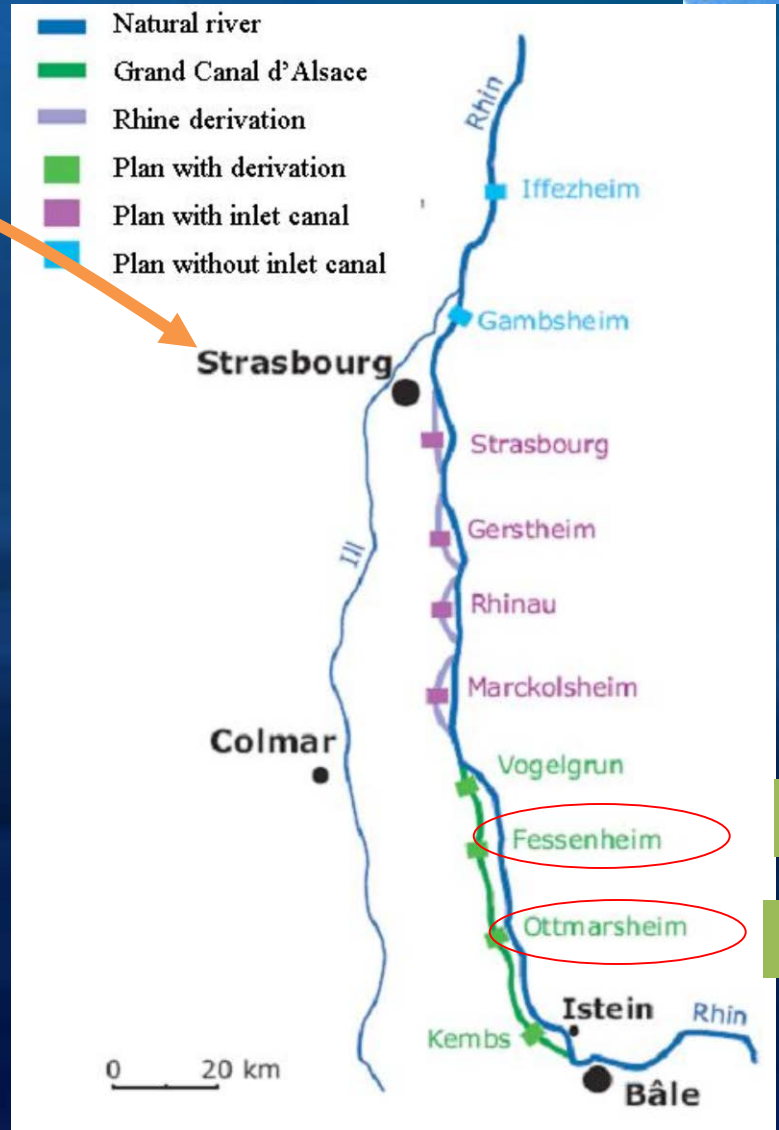 Natural river
Grand Canal d'Alsace
Rhine derivation
Plan with derivation
Plan with inlet canal
Plan without inlet canal
Rhin
Iffezheim
Gambsheim
Strasbourg
Strasbourg
Gerstheim
Ill
Rhinau
Marckolsheim
Colmar
Vogelgrun
Fessenheim
Ottmarsheim
Istein
Rhin
Kembs
0 20 km
Bâle